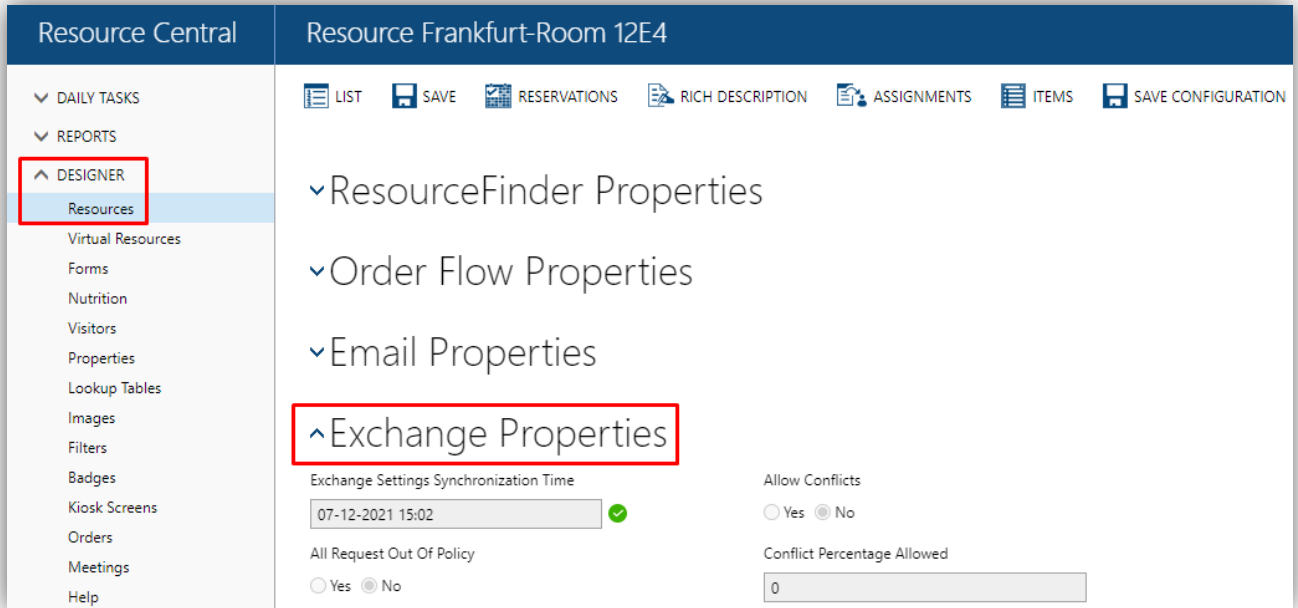 Resource Central
Resource Frankfurt-Room 12E4
DAILY TASKS
REPORTS
DESIGNER
Resources
Virtual Resources
Forms
Nutrition
Visitors
Properties
Lookup Tables
Images
Filters
Badges
Kiosk Screens
Orders
Meetings
Help
LIST SAVE RESERVATIONS RICH DESCRIPTION ASSIGNMENTS ITEMS SAVE CONFIGURATION
ResourceFinder Properties
Order Flow Properties
Email Properties
Exchange Properties
Exchange Settings Synchronization Time
07-12-2021 15:02
Allow Conflicts
Yes No
All Request Out Of Policy
Yes No
Conflict Percentage Allowed
0